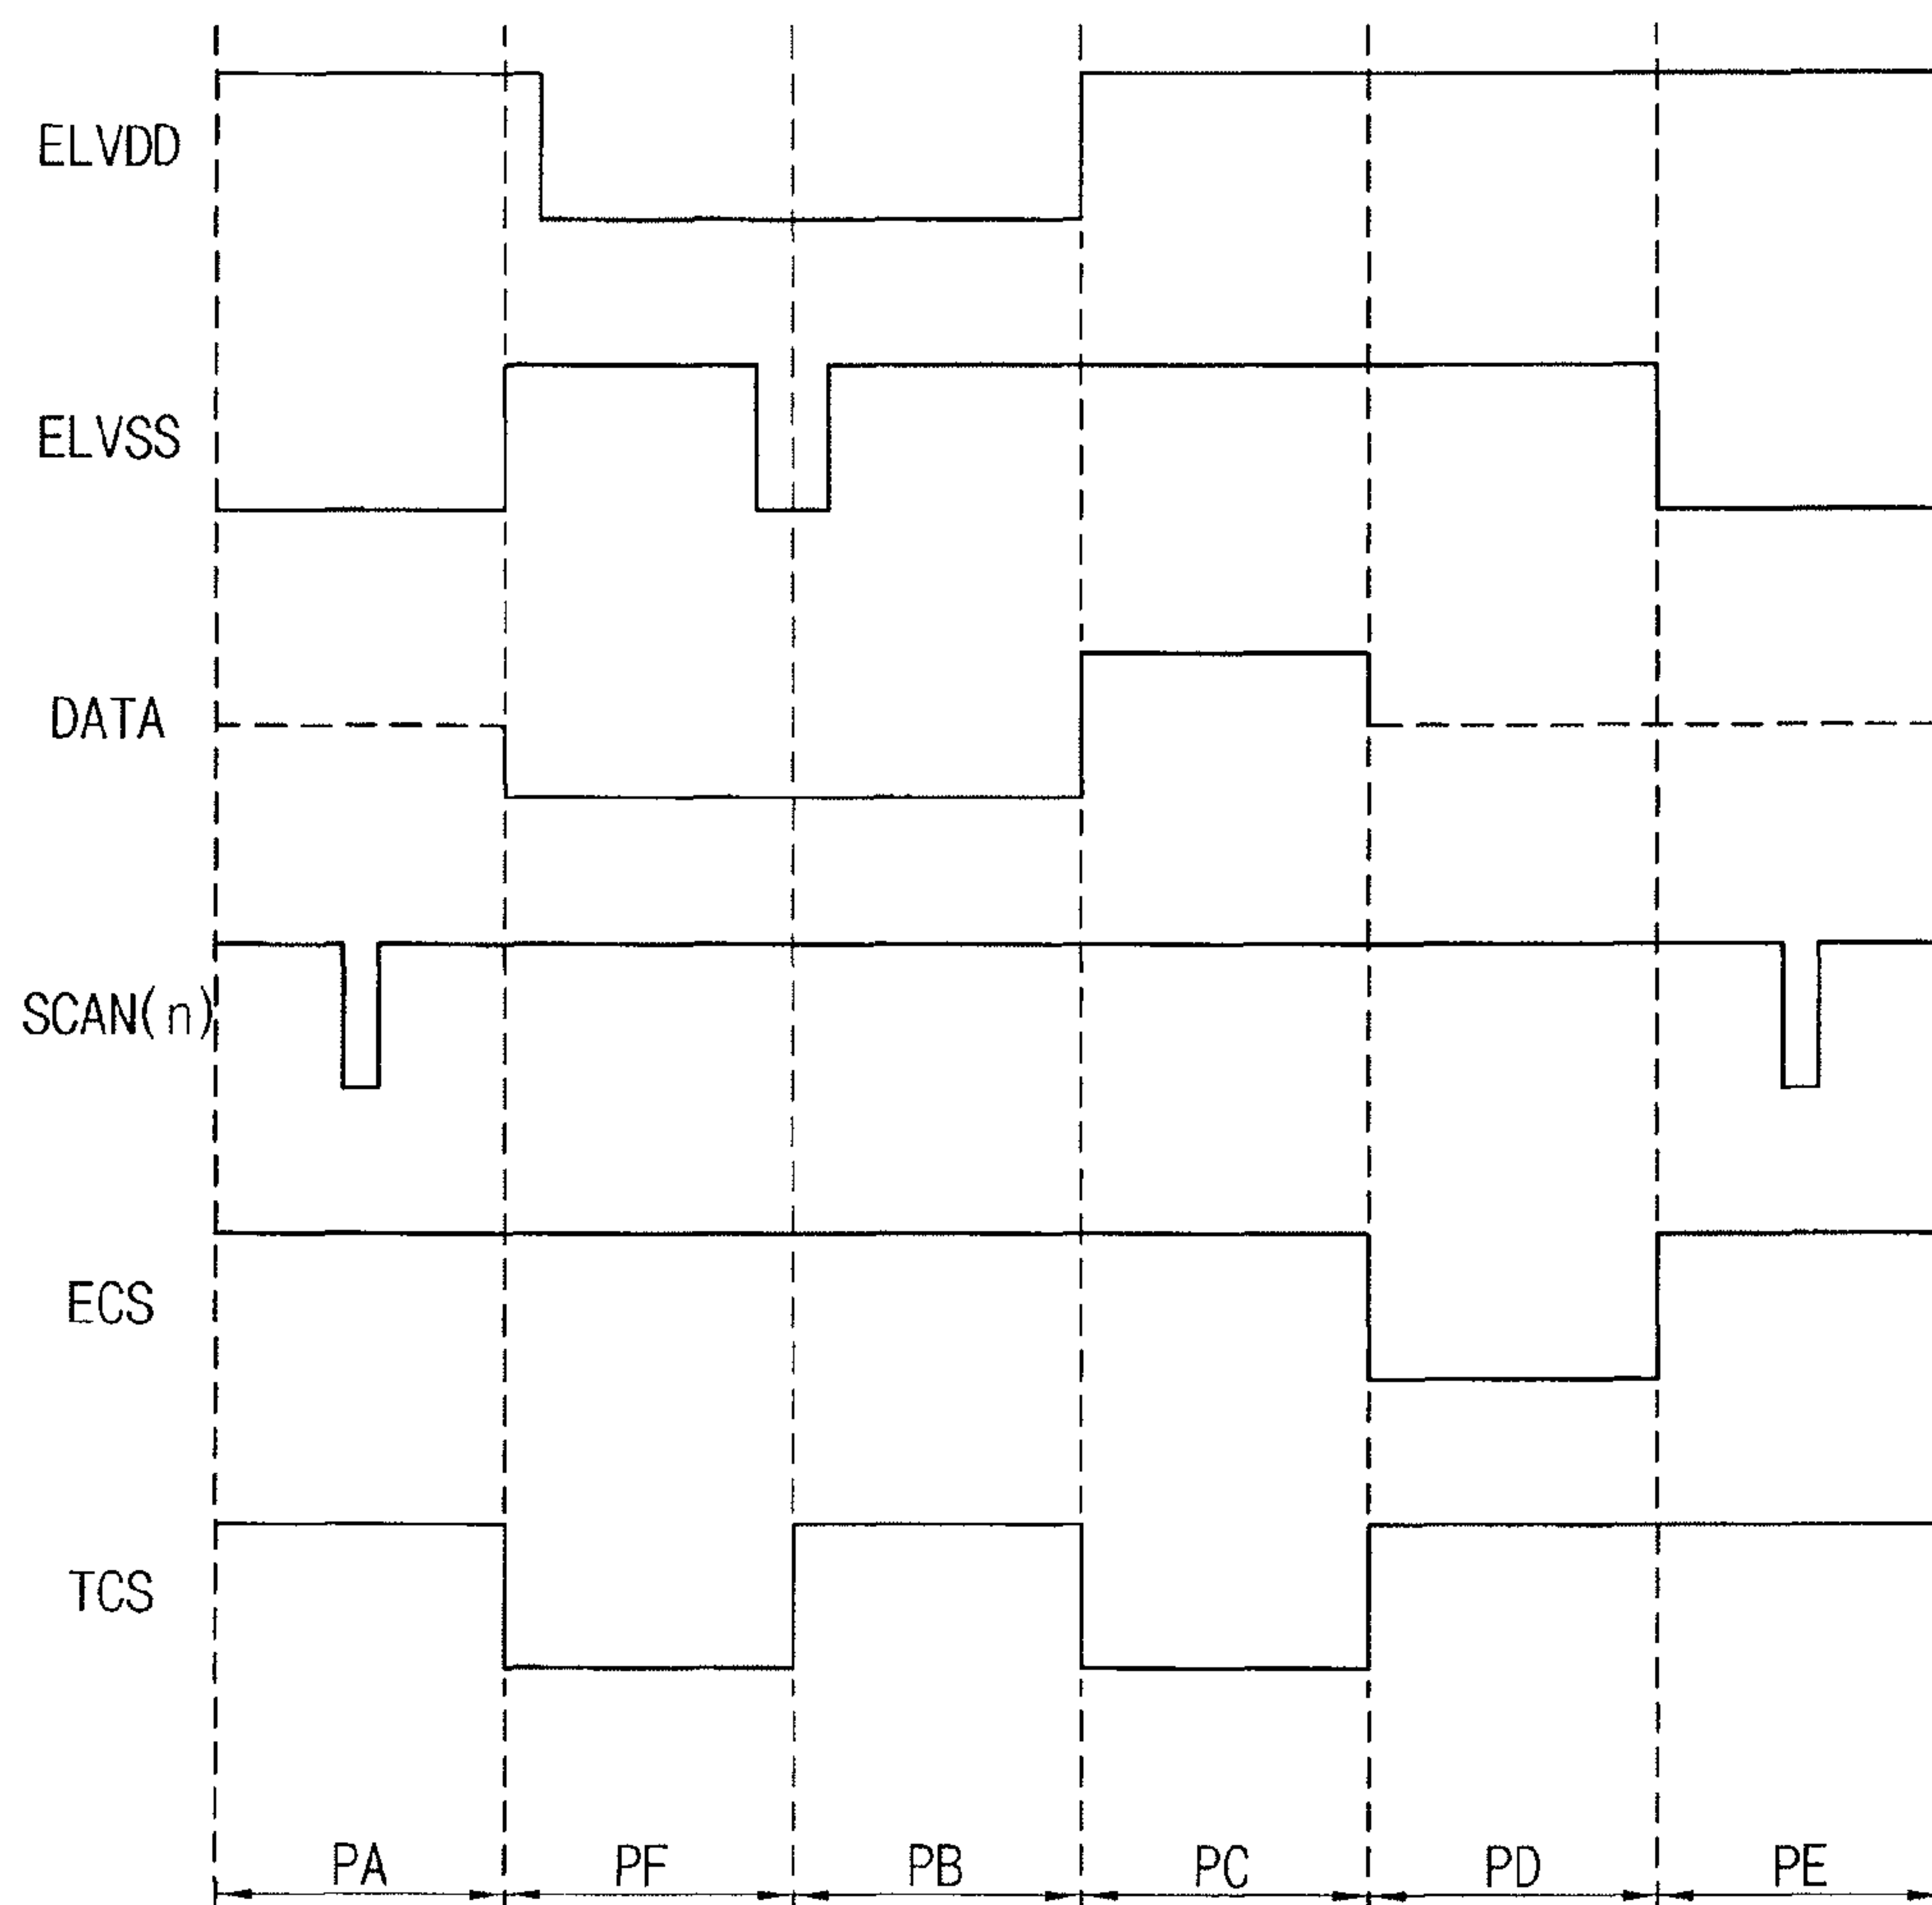 ELVDD
ELVSS
DATA
SCAN(n)
ECS
TCS
PA PF PB PC PD PE